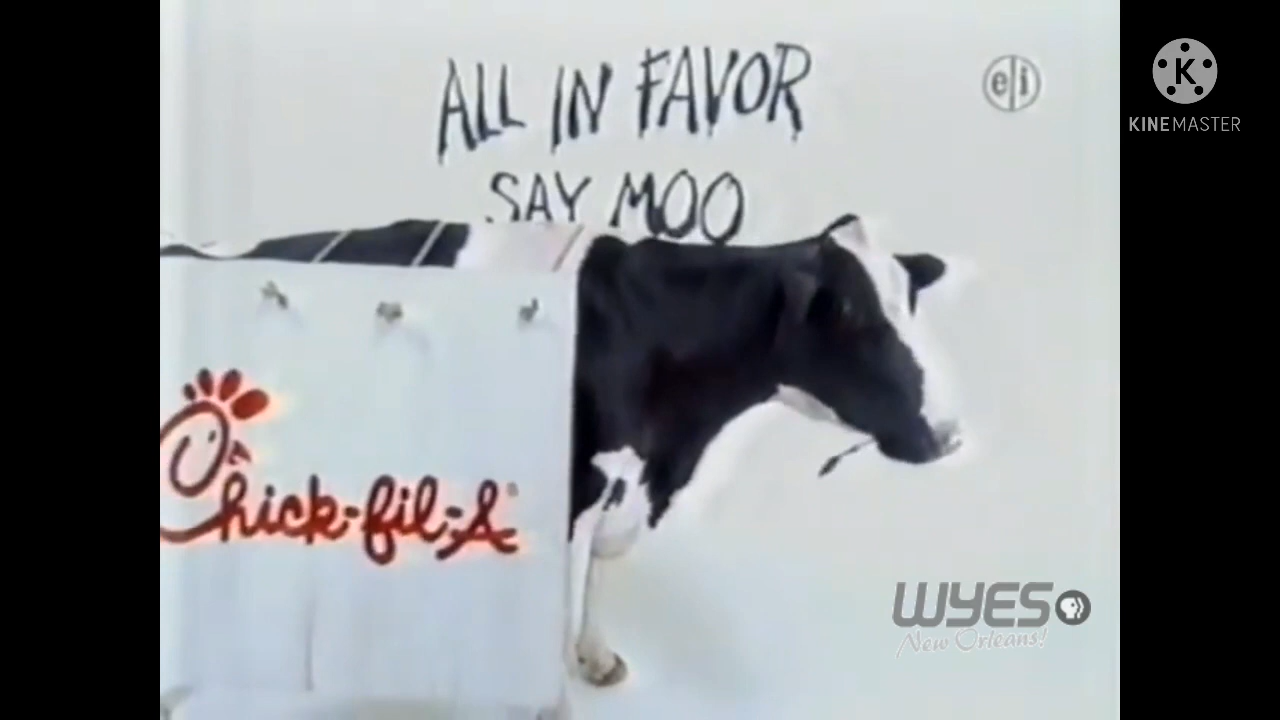 ALL IN FAVOR
SAY MOO
e/i
KINEMASTER
Chick-fil-A®
WYES
New Orleans!